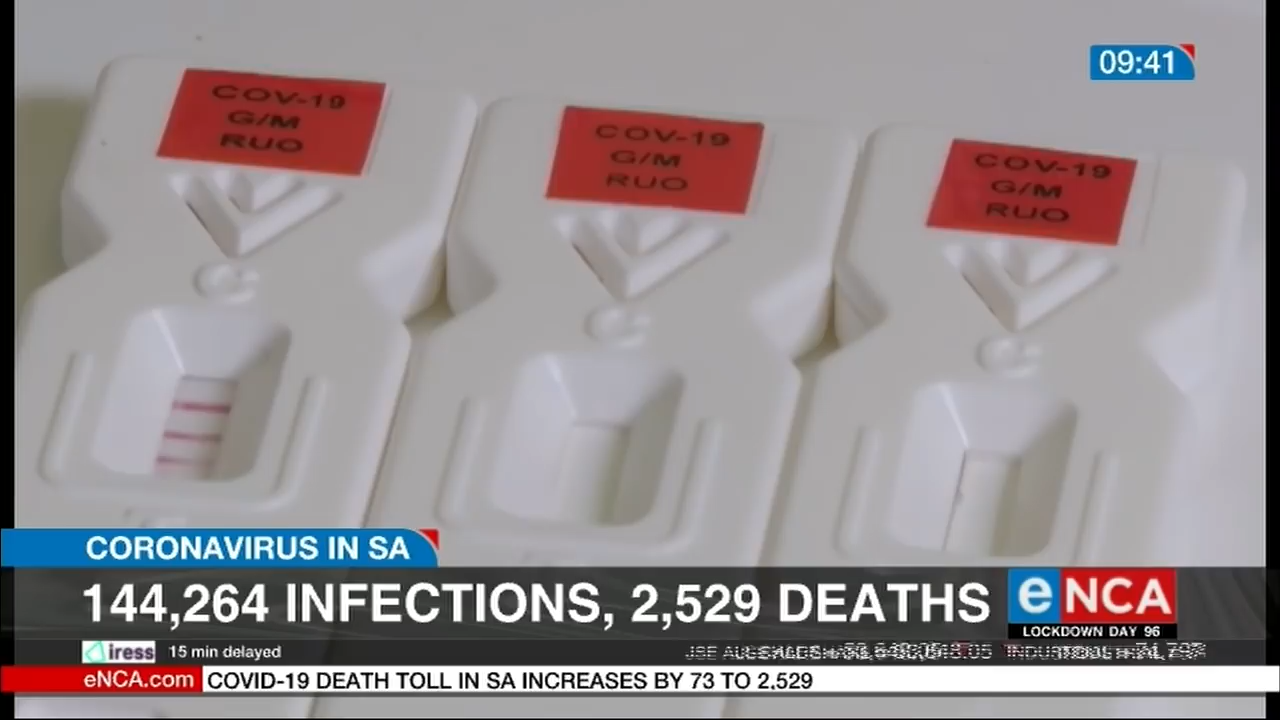 09:41
COV-19
G/M
RUO
COV-19
G/M
RUO
COV-19
G/M
RUO
C
C
C
CORONAVIRUS IN SA
144,264 INFECTIONS, 2,529 DEATHS
eNCA
LOCKDOWN DAY 96
iress 15 min delayed
eNCA.com COVID-19 DEATH TOLL IN SA INCREASES BY 73 TO 2,529